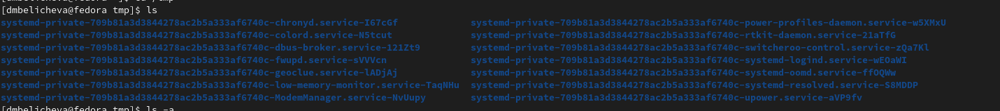 [dmbelicheva@fedora tmp]$ ls
systemd-private-709b81a3d3844278ac2b5a333af6740c-chronyd.service-I67cGf systemd-private-709b81a3d3844278ac2b5a333af6740c-power-profiles-daemon.service-w5XMxU
systemd-private-709b81a3d3844278ac2b5a333af6740c-colord.service-N5tcut systemd-private-709b81a3d3844278ac2b5a333af6740c-rtkit-daemon.service-21aTfG
systemd-private-709b81a3d3844278ac2b5a333af6740c-dbus-broker.service-121Zt9 systemd-private-709b81a3d3844278ac2b5a333af6740c-switcheroo-control.service-zQa7Kl
systemd-private-709b81a3d3844278ac2b5a333af6740c-fwupd.service-sVVVcn systemd-private-709b81a3d3844278ac2b5a333af6740c-systemd-logind.service-wEOaWI
systemd-private-709b81a3d3844278ac2b5a333af6740c-geoclue.service-lADjAj systemd-private-709b81a3d3844278ac2b5a333af6740c-systemd-oomd.service-ffOQWw
systemd-private-709b81a3d3844278ac2b5a333af6740c-low-memory-monitor.service-TaqNHu systemd-private-709b81a3d3844278ac2b5a333af6740c-systemd-resolved.service-S8MDDP
systemd-private-709b81a3d3844278ac2b5a333af6740c-ModemManager.service-NvUupy systemd-private-709b81a3d3844278ac2b5a333af6740c-upower.service-aVP9fv
[dmbelicheva@fedora tmp]$ ls -a